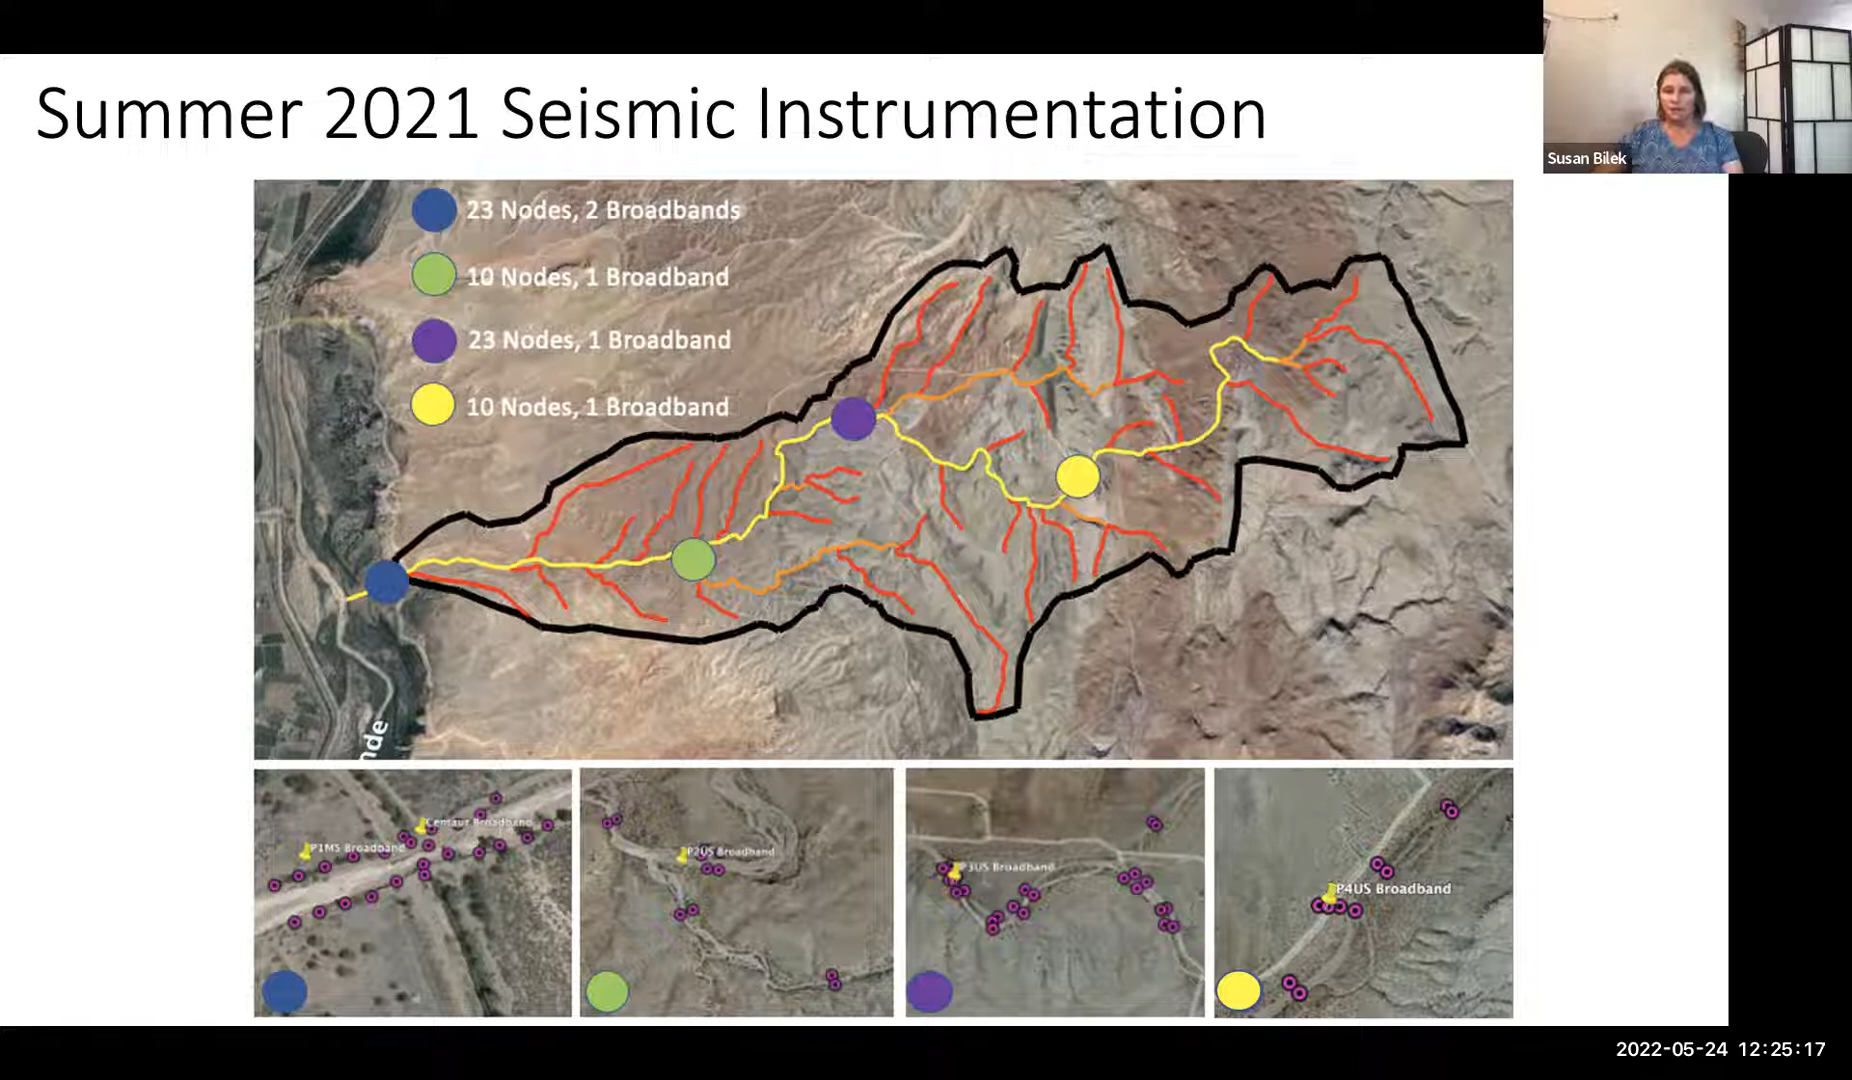 Summer 2021 Seismic Instrumentation
Susan Bilek
23 Nodes, 2 Broadbands
10 Nodes, 1 Broadband
23 Nodes, 1 Broadband
10 Nodes, 1 Broadband
nde
Centaur Broadband
P1MS Broadband
P2US Broadband
P3US Broadband
P4US Broadband
2022-05-24 12:25:17